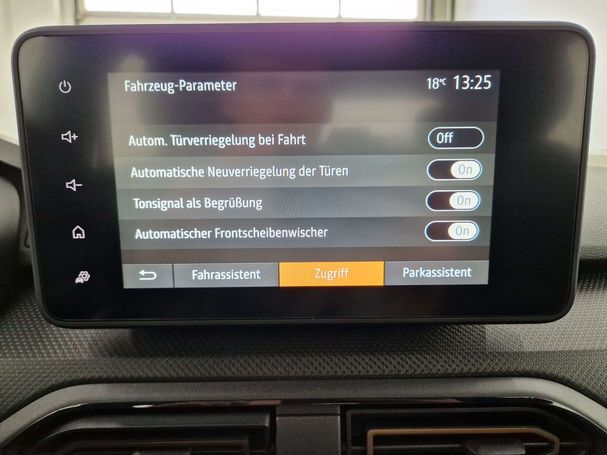 Fahrzeug-Parameter 18°C 13:25
Autom. Türverriegelung bei Fahrt Off
Automatische Neuverriegelung der Türen On
Tonsignal als Begrüßung On
Automatischer Frontscheibenwischer On
Fahrassistent Zugriff Parkassistent